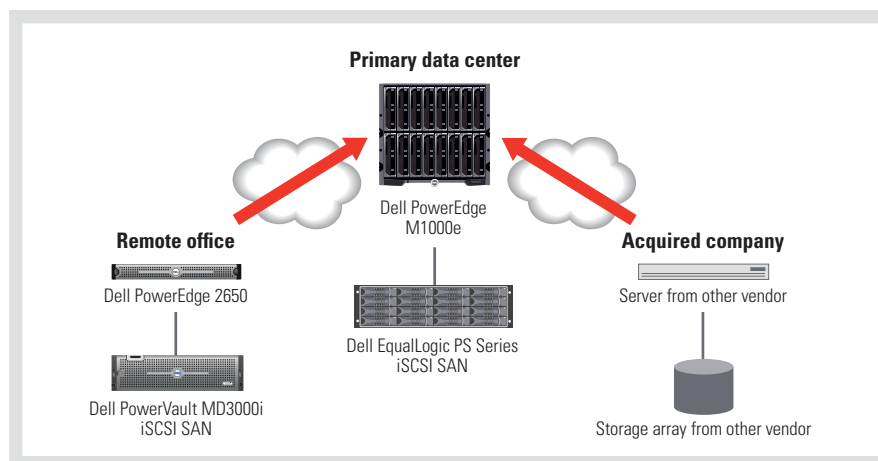 Primary data center
Dell PowerEdge
M1000e
Remote office
Acquired company
Dell PowerEdge 2650
Server from other vendor
Dell EqualLogic PS Series
iSCSI SAN
Dell PowerVault MD3000i
iSCSI SAN
Storage array from other vendor